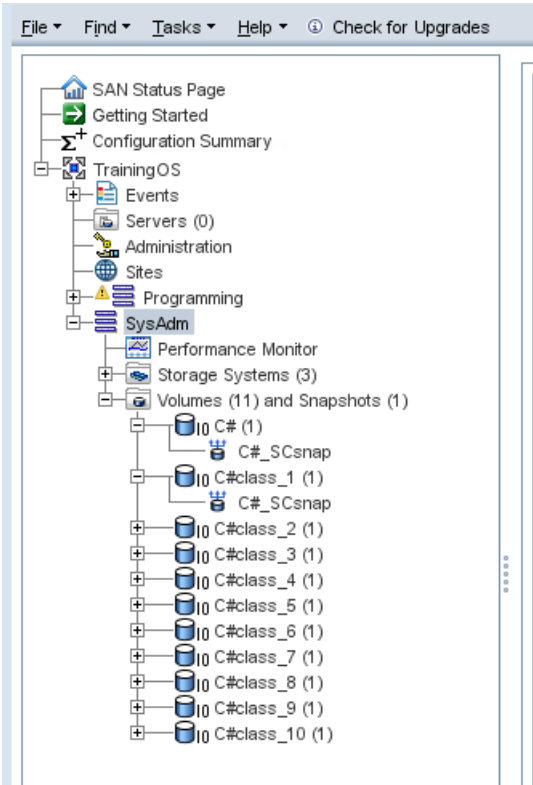 File Find Tasks Help Check for Upgrades
SAN Status Page
Getting Started
Configuration Summary
TrainingOS
Events
Servers (0)
Administration
Sites
Programming
SysAdm
Performance Monitor
Storage Systems (3)
Volumes (11) and Snapshots (1)
C# (1)
C#_SCsnap
C#class_1 (1)
C#_SCsnap
C#class_2 (1)
C#class_3 (1)
C#class_4 (1)
C#class_5 (1)
C#class_6 (1)
C#class_7 (1)
C#class_8 (1)
C#class_9 (1)
C#class_10 (1)